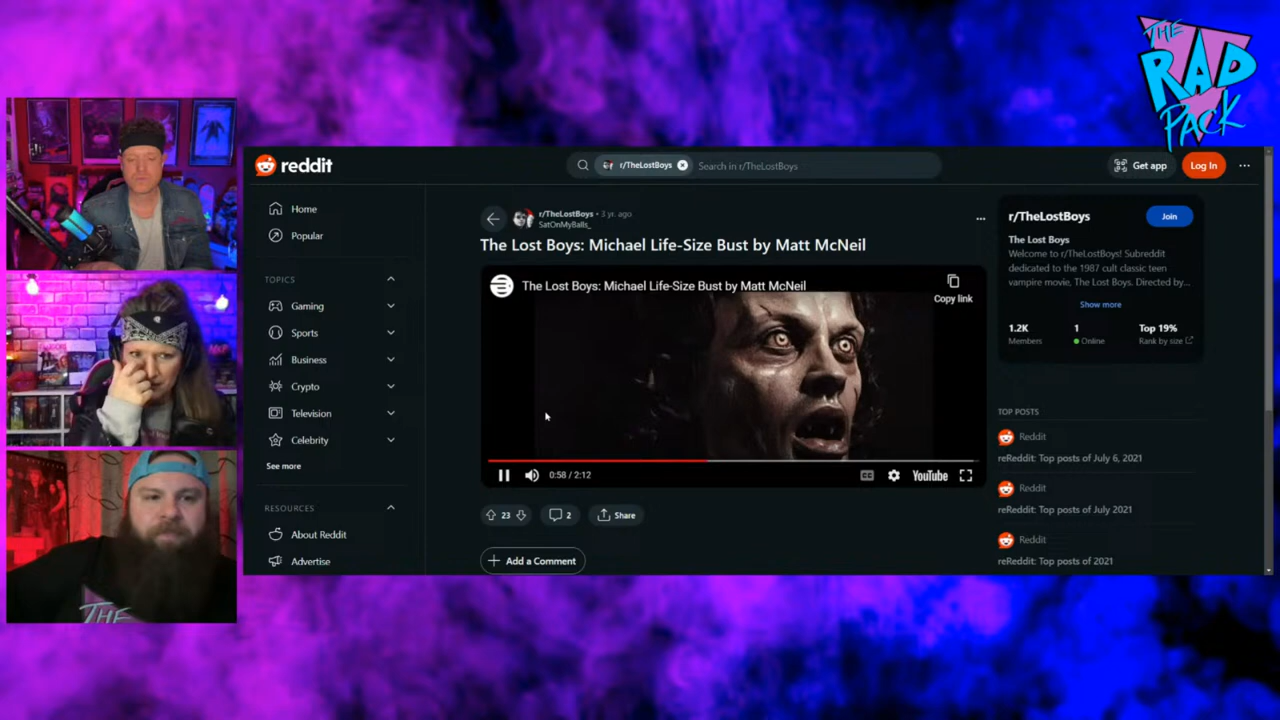 THE
RAD
PACK
reddit
r/TheLostBoys
Search in r/TheLostBoys
Get app
Log In
Home
Popular
TOPICS
Gaming
Sports
Business
Crypto
Television
Celebrity
See more
RESOURCES
About Reddit
Advertise
r/TheLostBoys • 3 yr. ago
SatOnMyBalls_
The Lost Boys: Michael Life-Size Bust by Matt McNeil
The Lost Boys: Michael Life-Size Bust by Matt McNeil
Copy link
0:58 / 2:12
CC
YouTube
23
2
Share
Add a Comment
r/TheLostBoys
Join
The Lost Boys
Welcome to r/TheLostBoys! Subreddit
dedicated to the 1987 cult classic teen
vampire movie, The Lost Boys. Directed by...
Show more
1.2K 1 Top 19%
Members Online Rank by size
TOP POSTS
Reddit
reReddit: Top posts of July 6, 2021
Reddit
reReddit: Top posts of July 2021
Reddit
reReddit: Top posts of 2021
THE